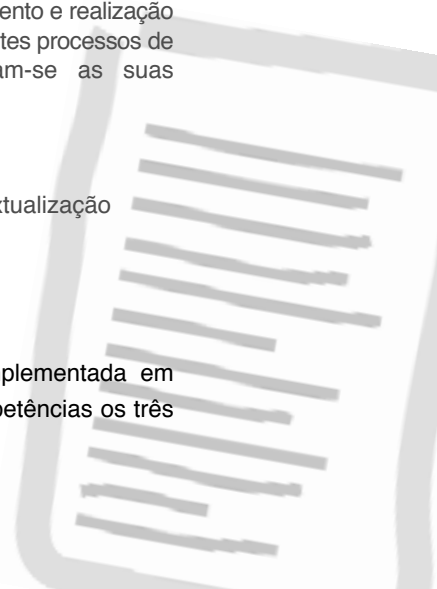 ento e realização
tes processos de
am-se as suas
xtualização
plementada em
petências os três